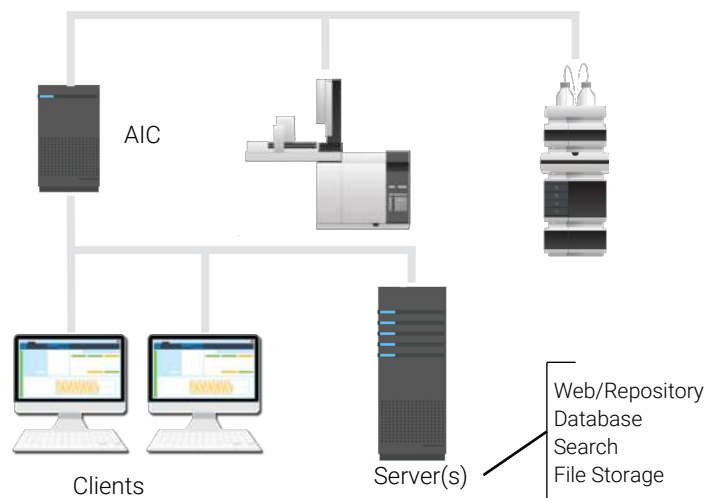 AIC
Web/Repository
Database
Search
File Storage
Server(s)
Clients